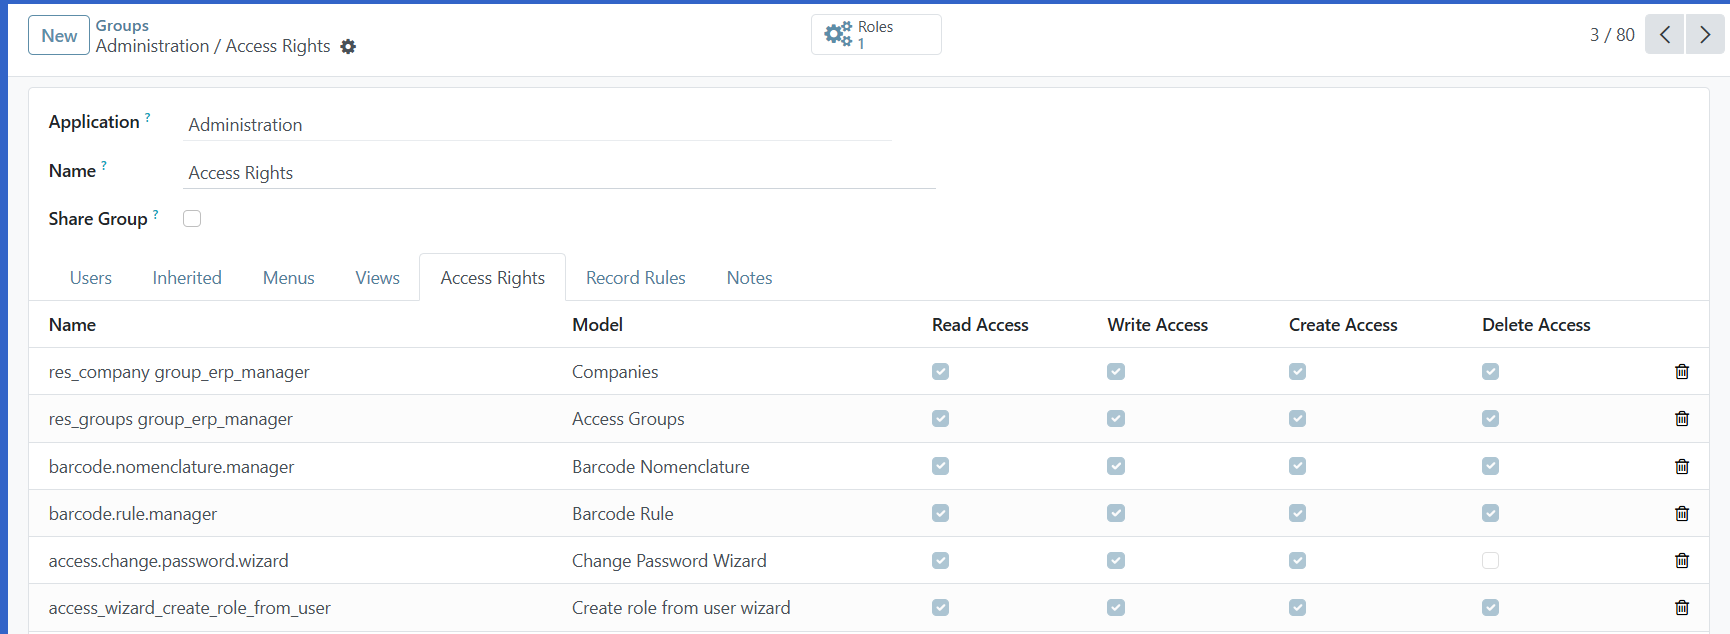 New
Groups
Administration / Access Rights
Roles
1
3 / 80
Application ?
Administration
Name ?
Access Rights
Share Group ?
Users Inherited Menus Views Access Rights Record Rules Notes
Name Model Read Access Write Access Create Access Delete Access
res_company group_erp_manager Companies
res_groups group_erp_manager Access Groups
barcode.nomenclature.manager Barcode Nomenclature
barcode.rule.manager Barcode Rule
access.change.password.wizard Change Password Wizard
access_wizard_create_role_from_user Create role from user wizard